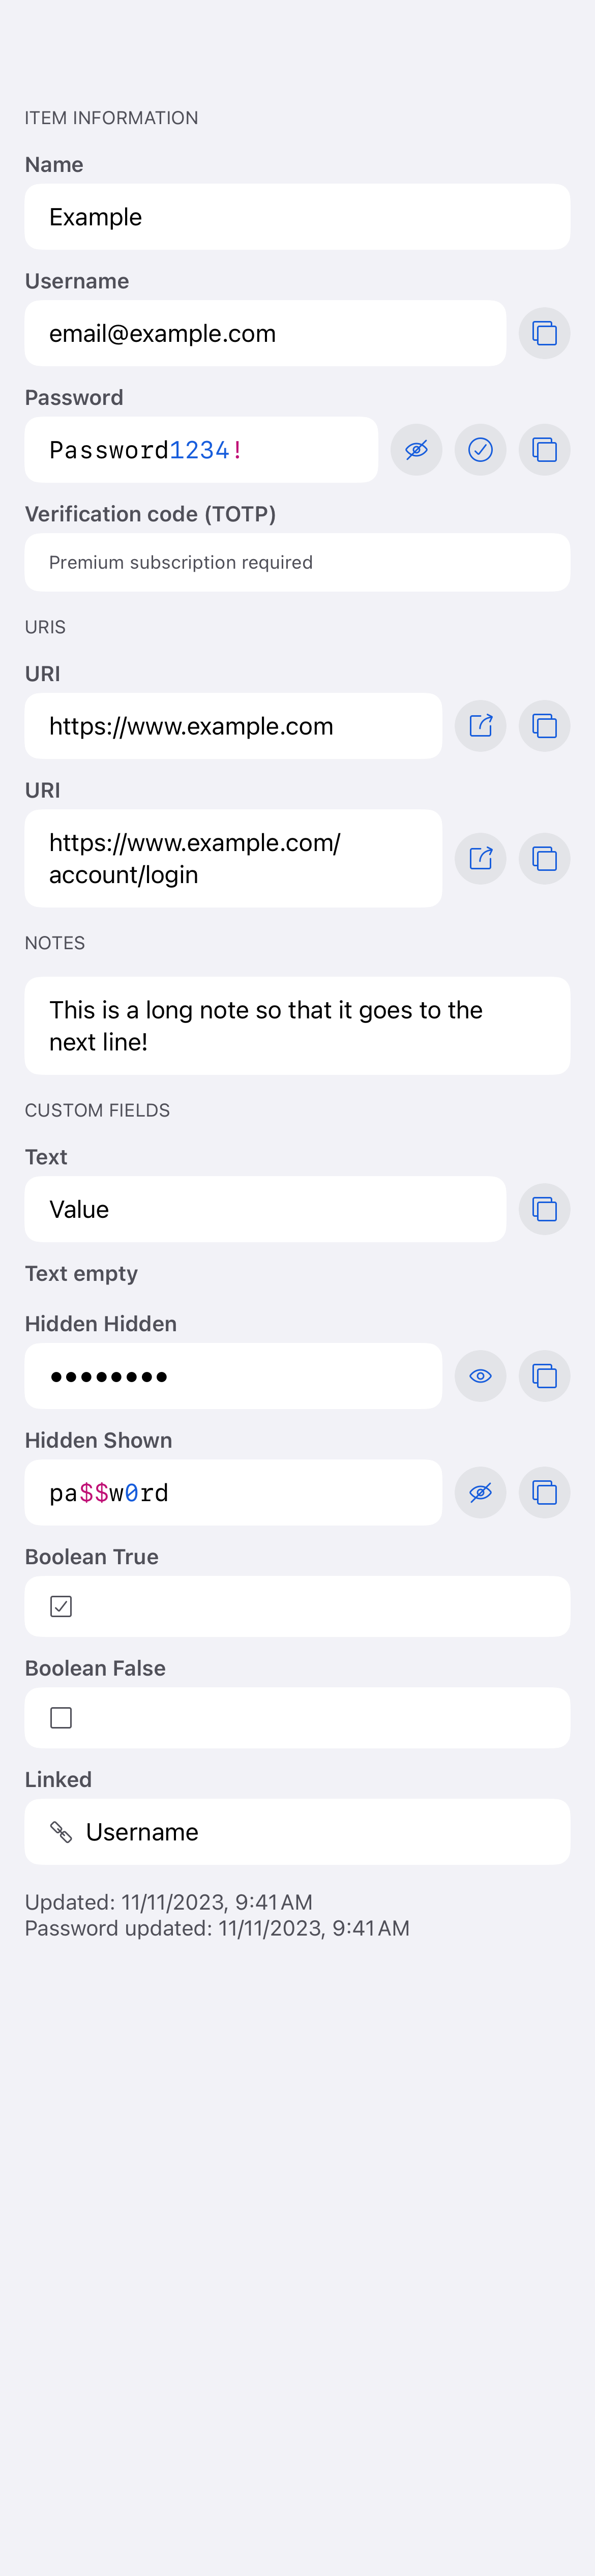 ITEM INFORMATION
Name
Example
Username
email@example.com
Password
Password1234!
Verification code (TOTP)
Premium subscription required
URIS
URI
https://www.example.com
URI
https://www.example.com/
account/login
NOTES
This is a long note so that it goes to the
next line!
CUSTOM FIELDS
Text
Value
Text empty
Hidden Hidden
••••••••
Hidden Shown
pa$$w0rd
Boolean True
Boolean False
Linked
Username
Updated: 11/11/2023, 9:41 AM
Password updated: 11/11/2023, 9:41 AM